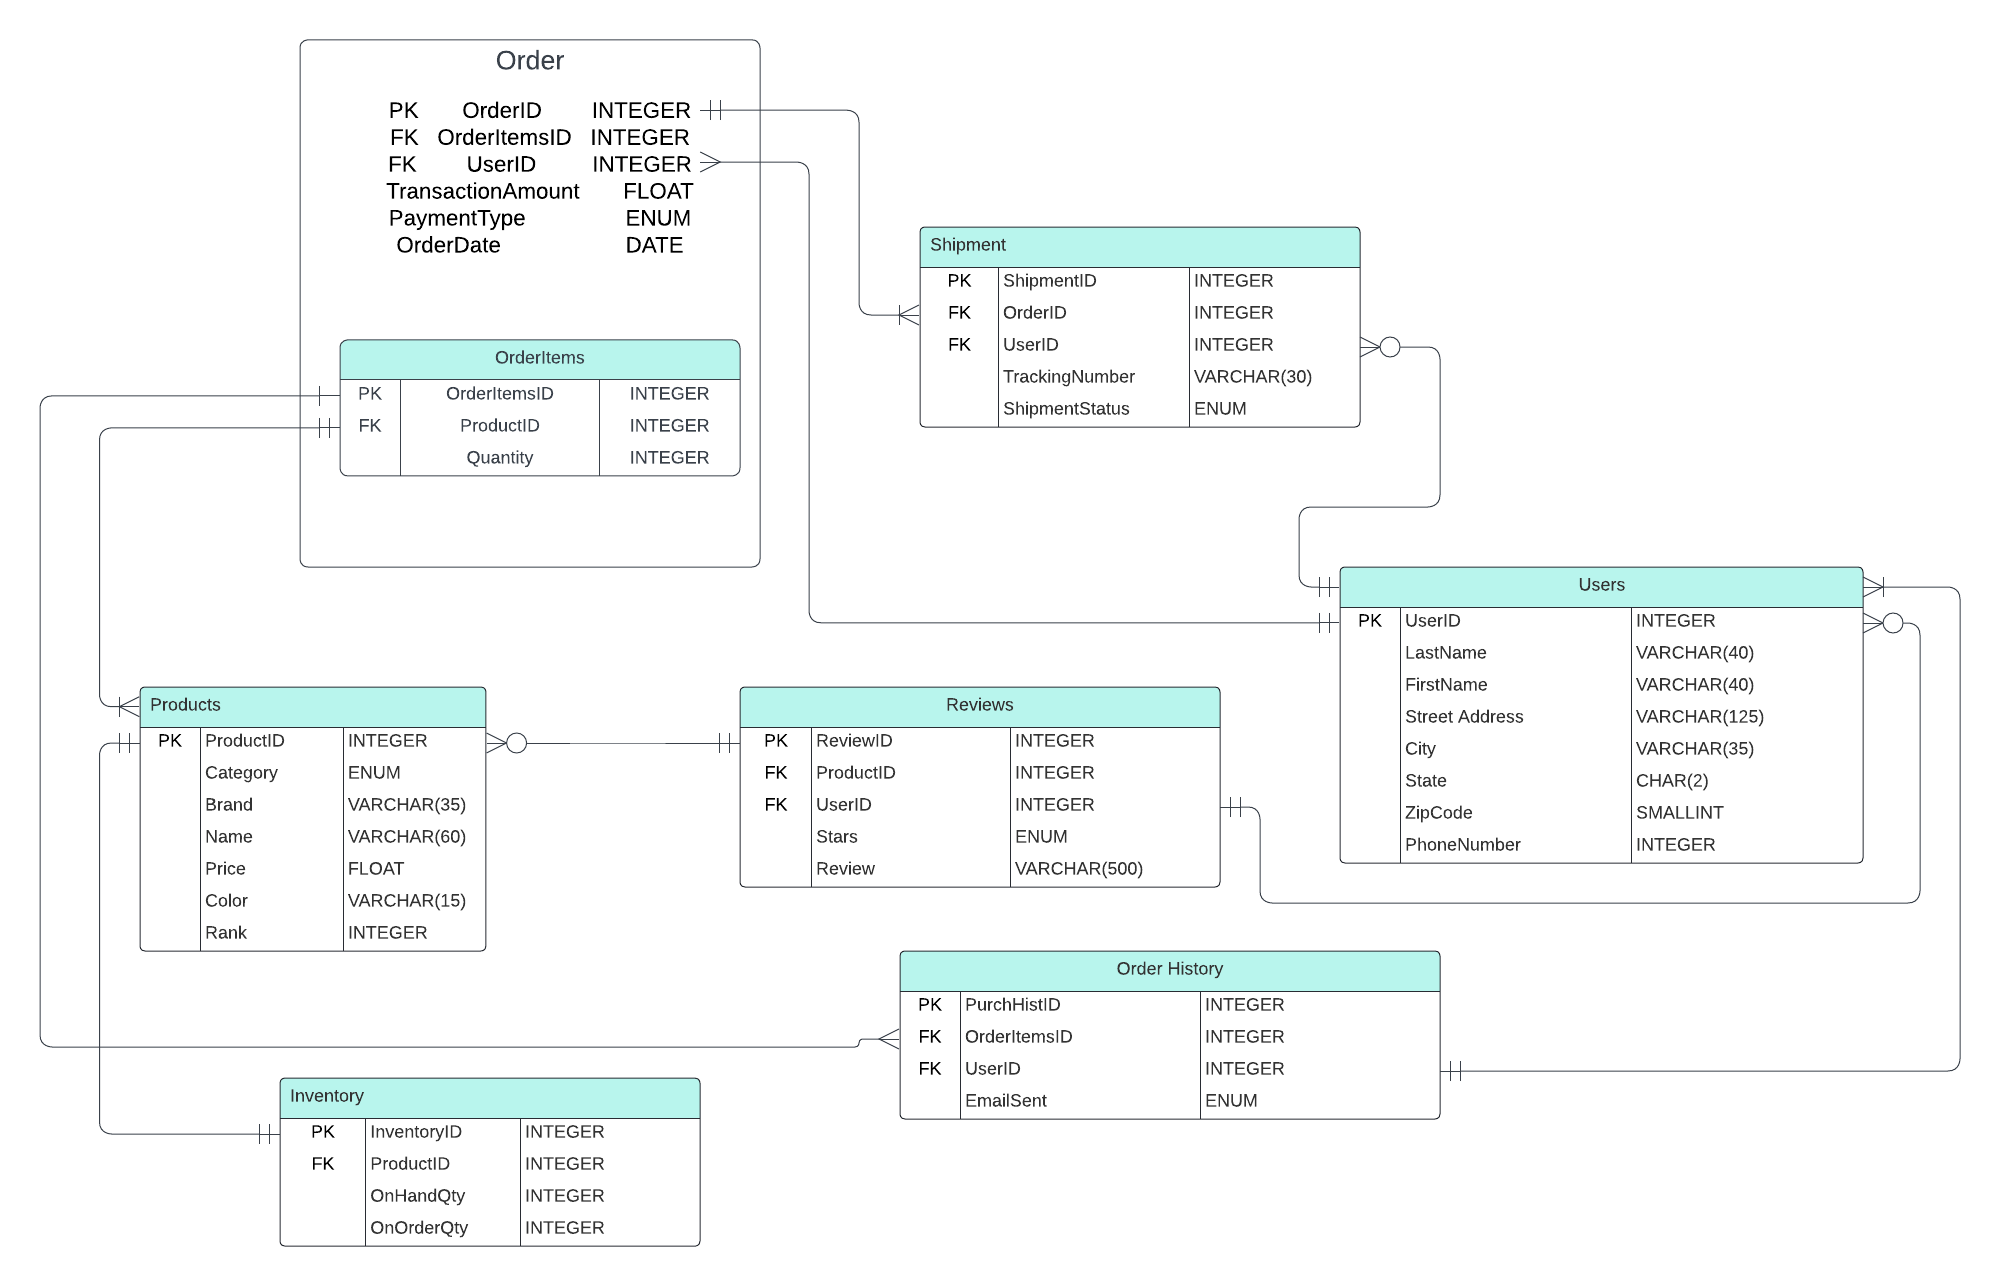 Order
PK OrderID INTEGER
FK OrderItemsID INTEGER
FK UserID INTEGER
TransactionAmount FLOAT
PaymentType ENUM
OrderDate DATE
OrderItems
PK OrderItemsID INTEGER
FK ProductID INTEGER
Quantity INTEGER
Shipment
PK ShipmentID INTEGER
FK OrderID INTEGER
FK UserID INTEGER
TrackingNumber VARCHAR(30)
ShipmentStatus ENUM
Users
PK UserID INTEGER
LastName VARCHAR(40)
FirstName VARCHAR(40)
Street Address VARCHAR(125)
City VARCHAR(35)
State CHAR(2)
ZipCode SMALLINT
PhoneNumber INTEGER
Products
PK ProductID INTEGER
Category ENUM
Brand VARCHAR(35)
Name VARCHAR(60)
Price FLOAT
Color VARCHAR(15)
Rank INTEGER
Reviews
PK ReviewID INTEGER
FK ProductID INTEGER
FK UserID INTEGER
Stars ENUM
Review VARCHAR(500)
Order History
PK PurchHistID INTEGER
FK OrderItemsID INTEGER
FK UserID INTEGER
EmailSent ENUM
Inventory
PK InventoryID INTEGER
FK ProductID INTEGER
OnHandQty INTEGER
OnOrderQty INTEGER